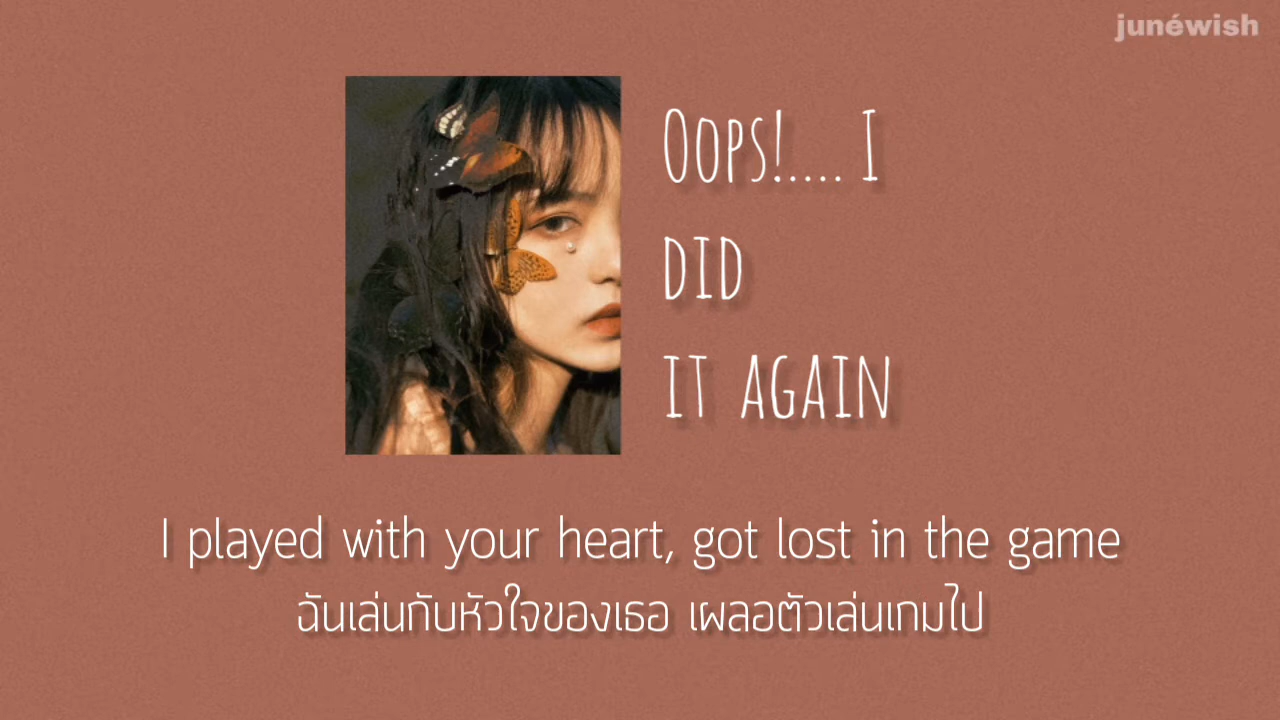 junéwish
Oops!.... I
DID
IT AGAIN
I played with your heart, got lost in the game
ฉันเล่นกับหัวใจของเธอ เผลอตัวเล่นเกมไป